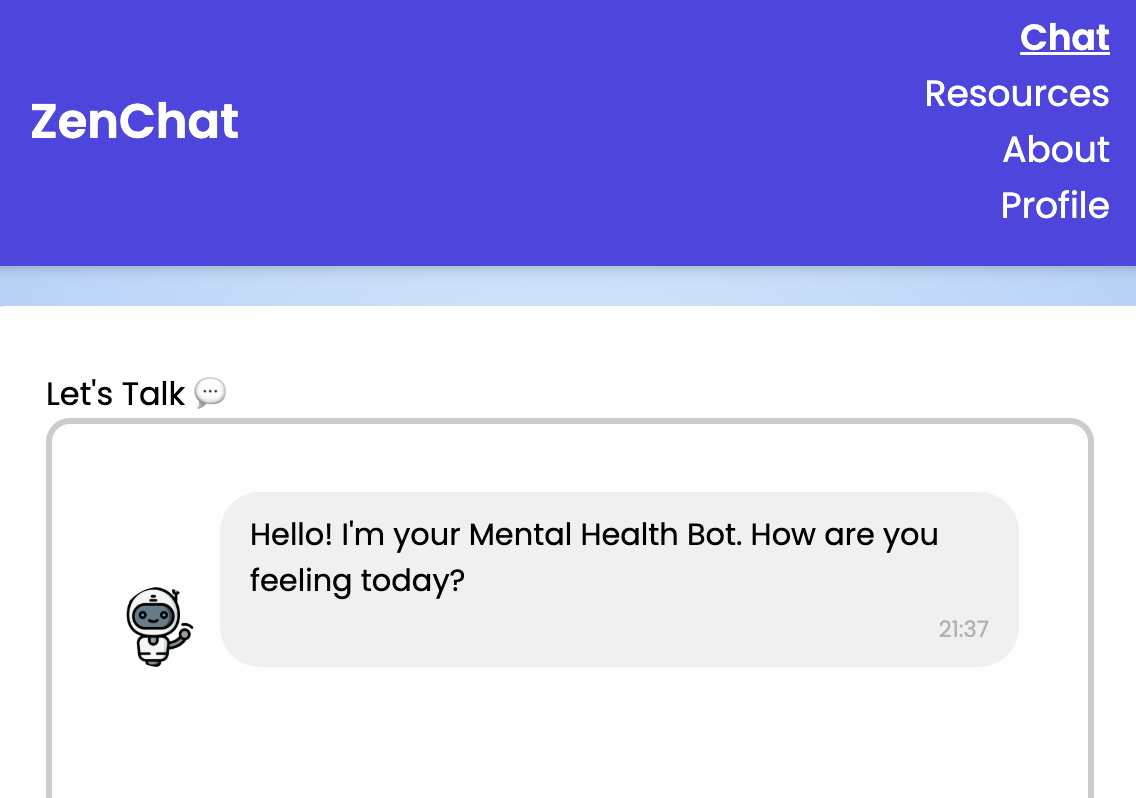 ZenChat
Chat
Resources
About
Profile
Let's Talk 💬
Hello! I'm your Mental Health Bot. How are you
feeling today?
21:37